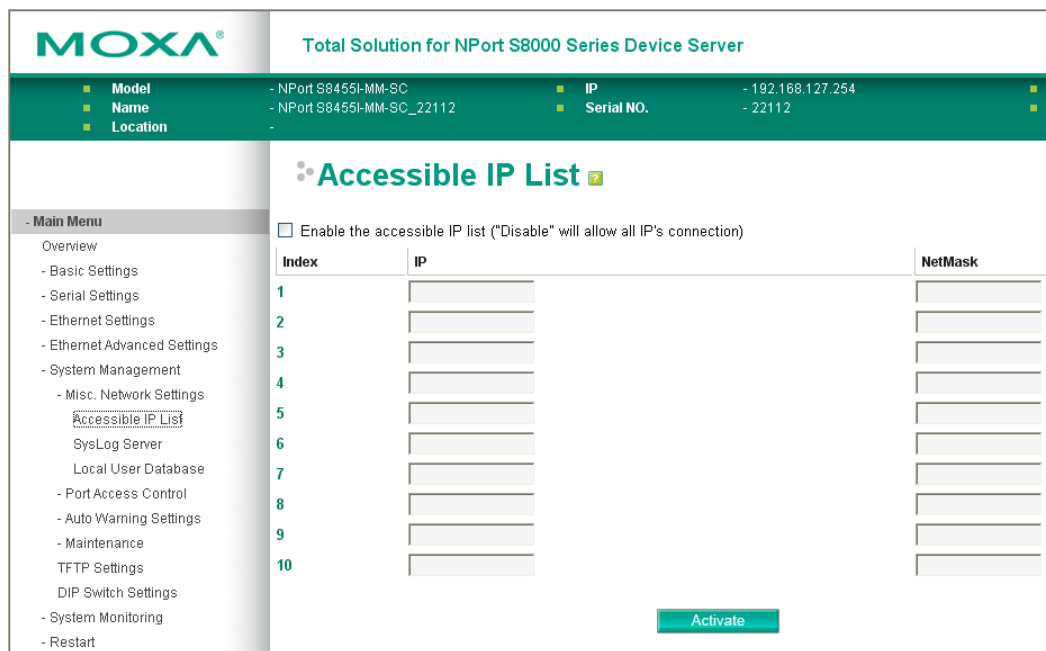 MOXA®
Total Solution for NPort S8000 Series Device Server
Model - NPort S8455I-MM-SC IP - 192.168.127.254
Name - NPort S8455I-MM-SC_22112 Serial NO. - 22112
Location -
Accessible IP List ?
- Main Menu
Overview
- Basic Settings
- Serial Settings
- Ethernet Settings
- Ethernet Advanced Settings
- System Management
- Misc. Network Settings
Accessible IP List
SysLog Server
Local User Database
- Port Access Control
- Auto Warning Settings
- Maintenance
TFTP Settings
DIP Switch Settings
- System Monitoring
- Restart
Enable the accessible IP list ("Disable" will allow all IP's connection)
Index IP NetMask
1
2
3
4
5
6
7
8
9
10
Activate